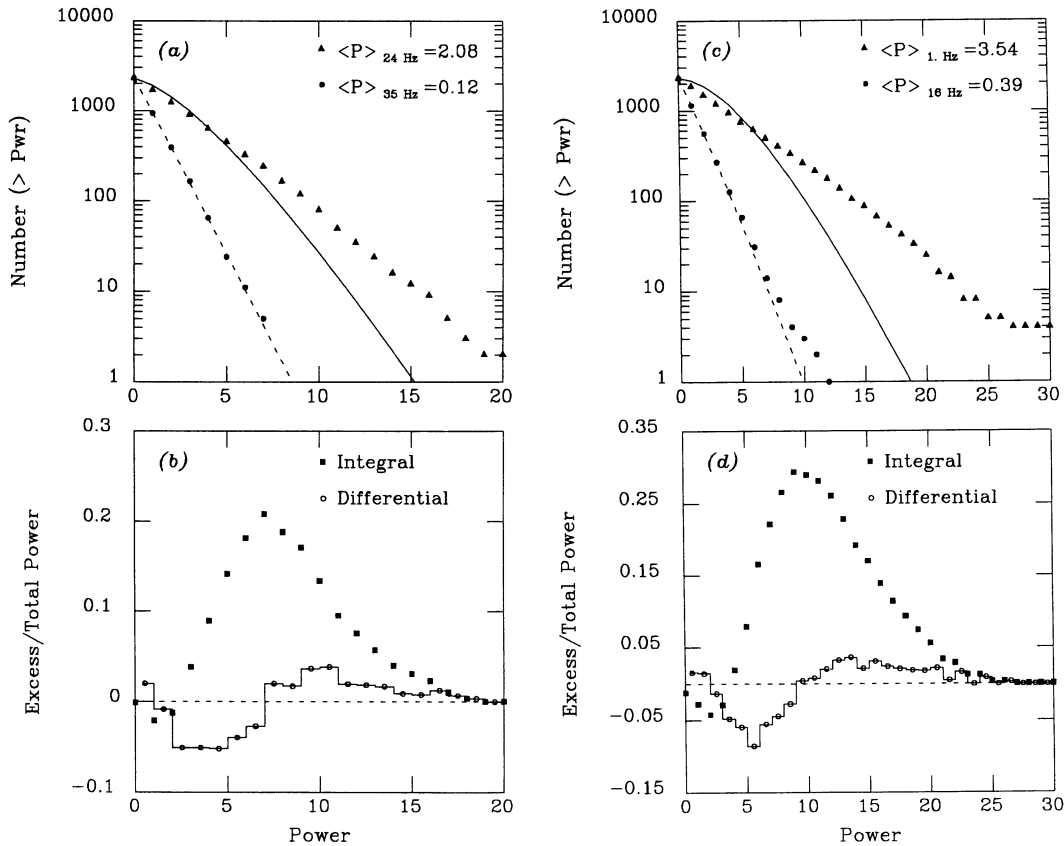 10000
1000
100
10
1
Number (> Pwr)
(a)
▲ <P> 24 Hz =2.08
● <P> 35 Hz =0.12
0 5 10 15 20
10000
1000
100
10
1
Number (> Pwr)
(c)
▲ <P> 1. Hz =3.54
● <P> 16 Hz =0.39
0 5 10 15 20 25 30
0.3
0.2
0.1
0
−0.1
Excess/Total Power
(b)
■ Integral
○ Differential
0 5 10 15 20
Power
0.35
0.25
0.15
0.05
−0.05
−0.15
Excess/Total Power
(d)
■ Integral
○ Differential
0 5 10 15 20 25 30
Power